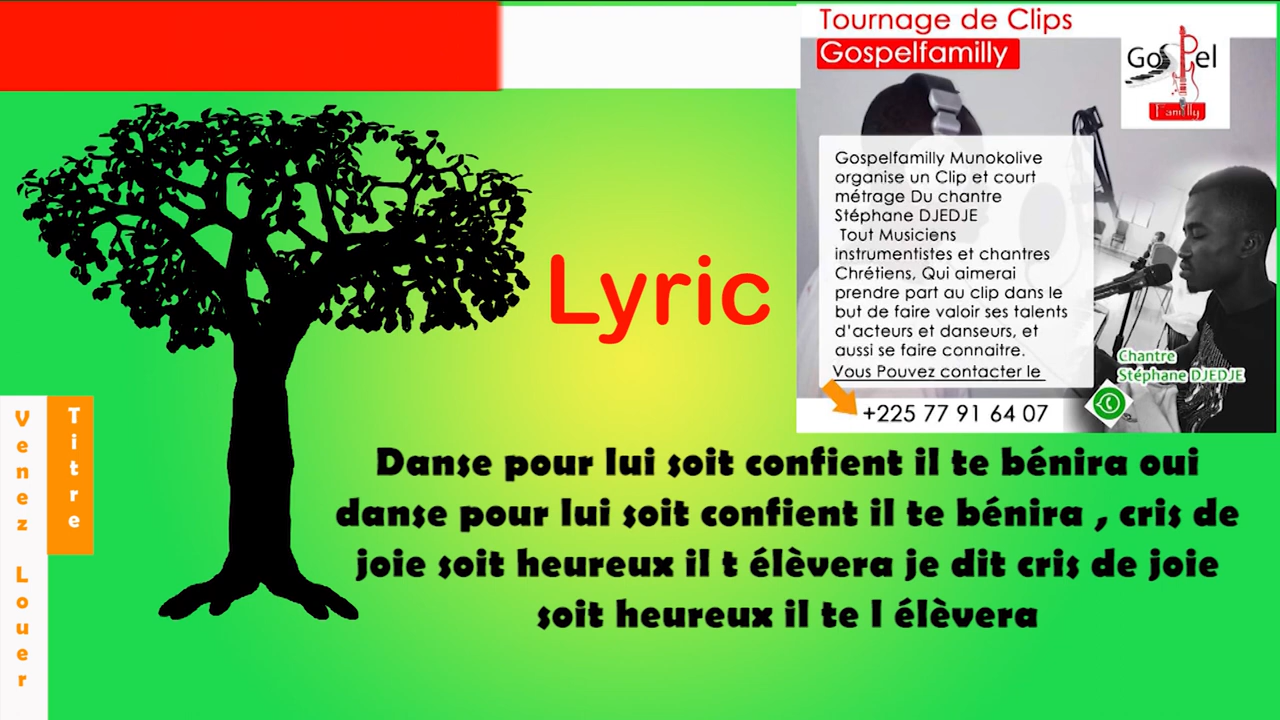 Tournage de Clips
Gospelfamilly
Gospel
Familly
Gospelfamilly Munokolive
organise un Clip et court
métrage Du chantre
Stéphane DJEDJE
Tout Musiciens
instrumentistes et chantres
Chrétiens, Qui aimerai
prendre part au clip dans le
but de faire valoir ses talents
d'acteurs et danseurs, et
aussi se faire connaitre.
Vous Pouvez contacter le
+225 77 91 64 07
Chantre
Stéphane DJEDJE
Lyric
Venez Louer
Titre
Danse pour lui soit confient il te bénira oui
danse pour lui soit confient il te bénira , cris de
joie soit heureux il t élèvera je dit cris de joie
soit heureux il te l élèvera